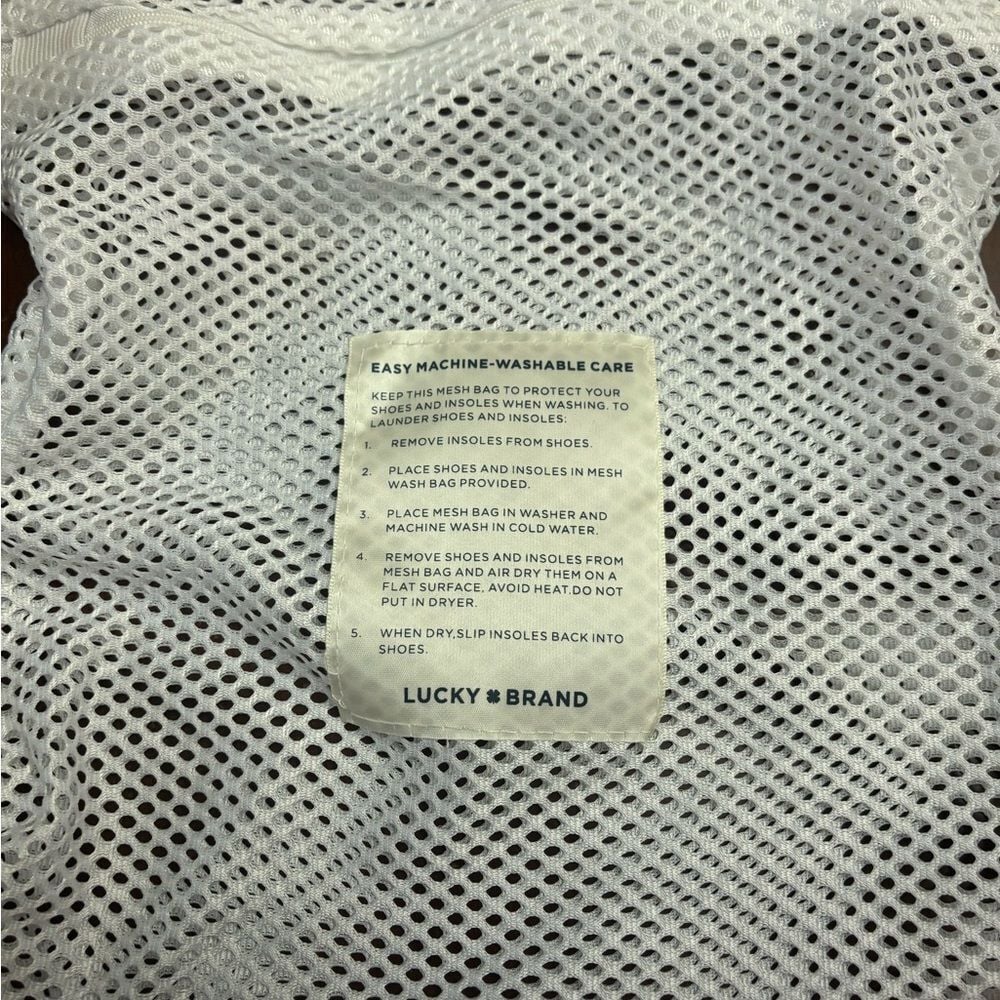 EASY MACHINE-WASHABLE CARE
KEEP THIS MESH BAG TO PROTECT YOUR
SHOES AND INSOLES WHEN WASHING. TO
LAUNDER SHOES AND INSOLES:
1. REMOVE INSOLES FROM SHOES.
2. PLACE SHOES AND INSOLES IN MESH
WASH BAG PROVIDED.
3. PLACE MESH BAG IN WASHER AND
MACHINE WASH IN COLD WATER.
4. REMOVE SHOES AND INSOLES FROM
MESH BAG AND AIR DRY THEM ON A
FLAT SURFACE. AVOID HEAT.DO NOT
PUT IN DRYER.
5. WHEN DRY,SLIP INSOLES BACK INTO
SHOES.
LUCKY BRAND